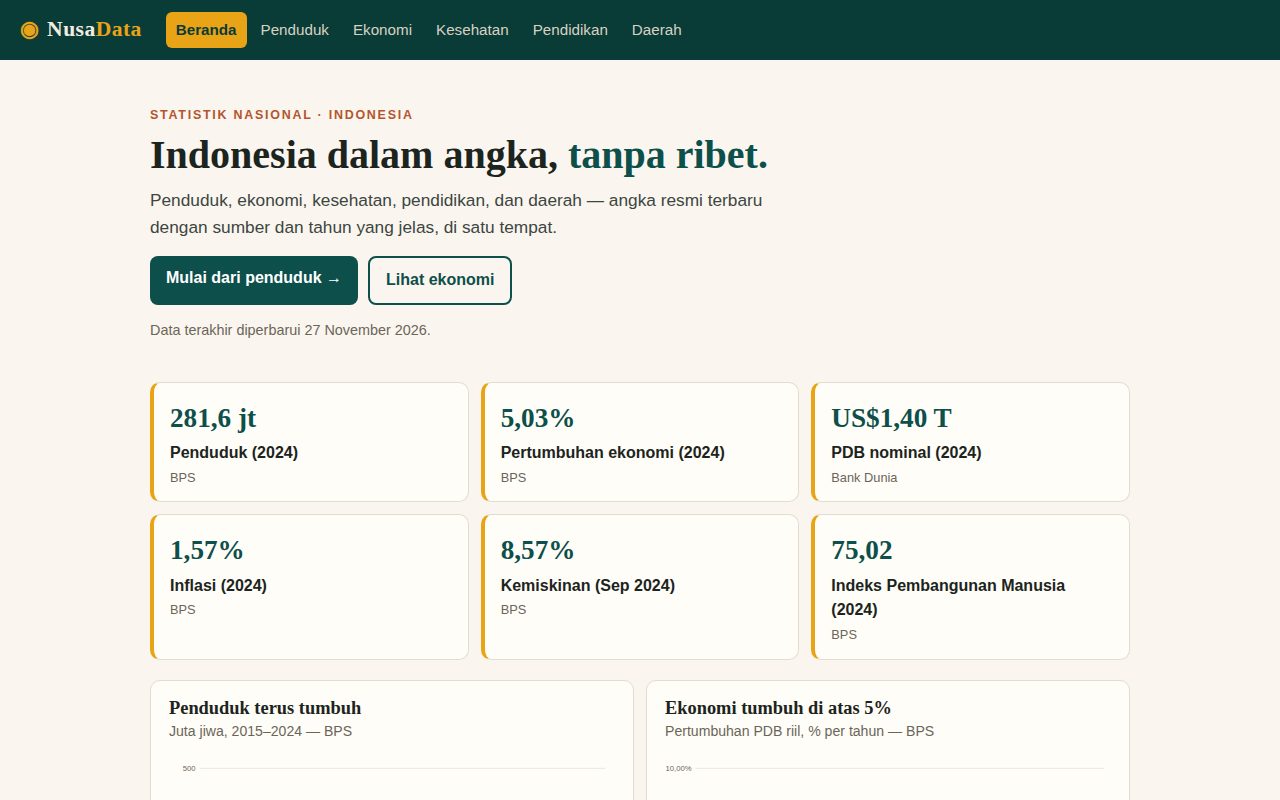 ◉ NusaData Beranda Penduduk Ekonomi Kesehatan Pendidikan Daerah
STATISTIK NASIONAL · INDONESIA
Indonesia dalam angka, tanpa ribet.
Penduduk, ekonomi, kesehatan, pendidikan, dan daerah — angka resmi terbaru
dengan sumber dan tahun yang jelas, di satu tempat.
Mulai dari penduduk → Lihat ekonomi
Data terakhir diperbarui 27 November 2026.
281,6 jt
Penduduk (2024)
BPS
5,03%
Pertumbuhan ekonomi (2024)
BPS
US$1,40 T
PDB nominal (2024)
Bank Dunia
1,57%
Inflasi (2024)
BPS
8,57%
Kemiskinan (Sep 2024)
BPS
75,02
Indeks Pembangunan Manusia
(2024)
BPS
Penduduk terus tumbuh
Juta jiwa, 2015–2024 — BPS
500
Ekonomi tumbuh di atas 5%
Pertumbuhan PDB riil, % per tahun — BPS
10,00%